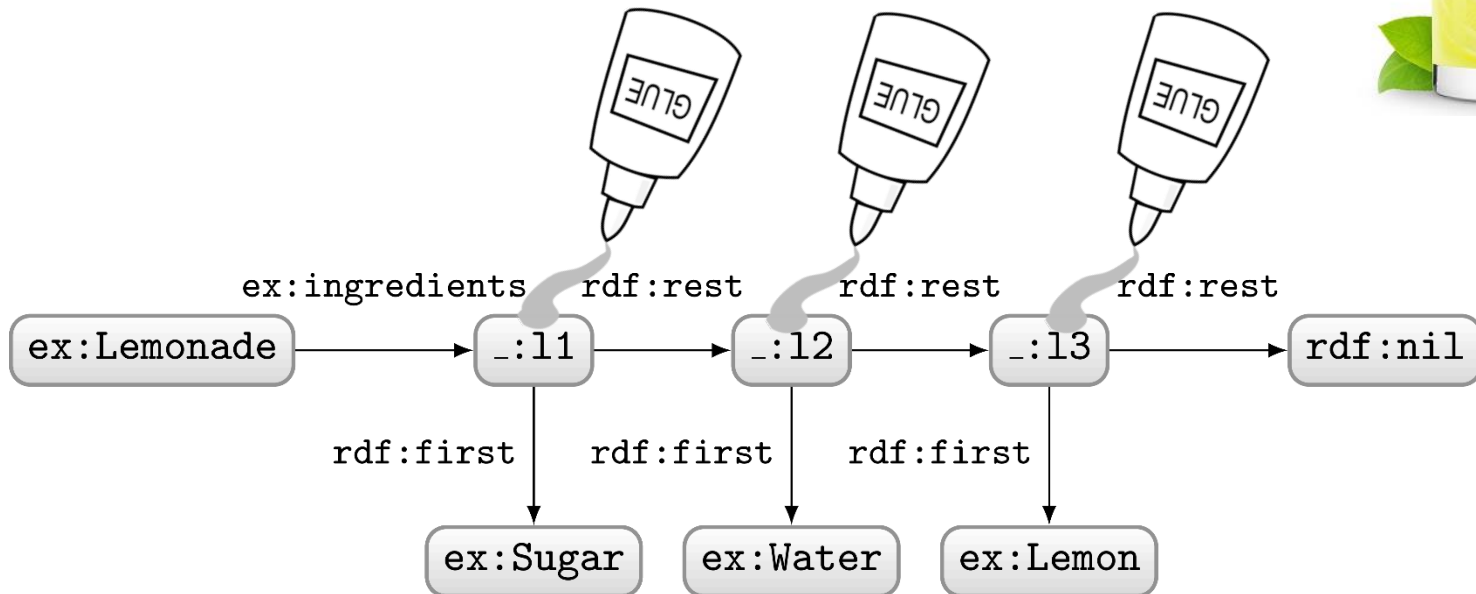 GLUE GLUE GLUE
ex:ingredients rdf:rest rdf:rest rdf:rest
ex:Lemonade _:l1 _:l2 _:l3 rdf:nil
rdf:first rdf:first rdf:first
ex:Sugar ex:Water ex:Lemon